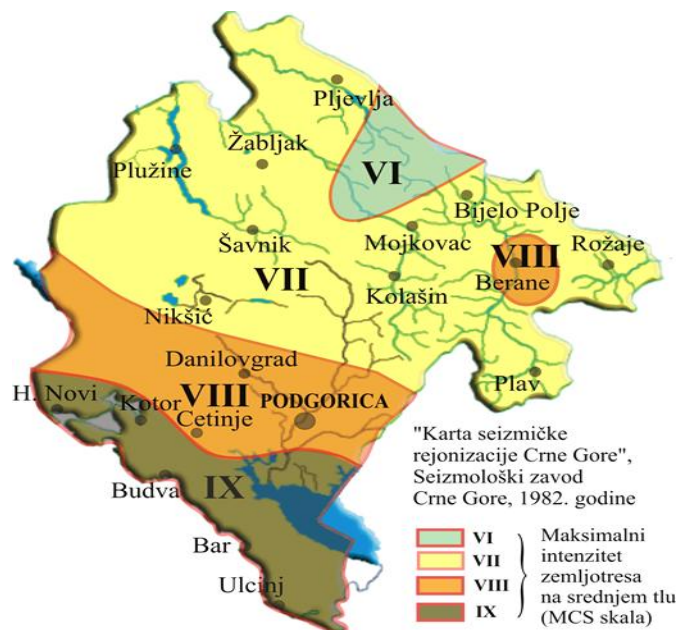 Pljevlja
Žabljak
Plužine
VI
Bijelo Polje
Šavnik
Mojkovac
VIII
Rožaje
VII
Kolašin
Berane
Nikšić
Danilovgrad
Plav
H. Novi
VIII
PODGORICA
Kotor
Cetinje
"Karta seizmičke
rejonizacije Crne Gore",
Seizmološki zavod
Crne Gore, 1982. godine
IX
Budva
Bar
Ulcinj
VI
VII
VIII
IX
Maksimalni
intenzitet
zemljotresa
na srednjem tlu
(MCS skala)